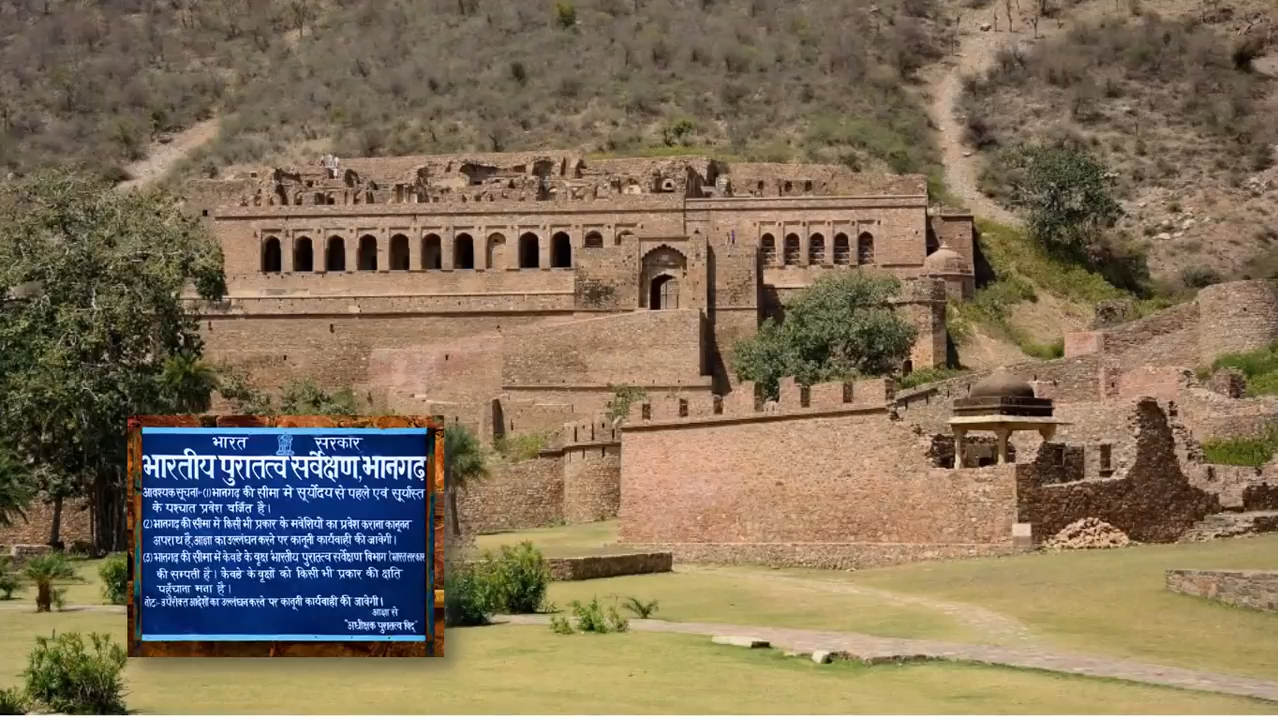 भारत सरकार
भारतीय पुरातत्व सर्वेक्षण, भानगढ़
आवश्यक सूचना-(1) भानगढ़ की सीमा में सूर्योदय से पहले एवं सूर्यास्त
के पश्चात प्रवेश वर्जित है।
(2) भानगढ़ की सीमा में किसी भी प्रकार के मवेशियों का प्रवेश कराना कानूनन
अपराध है, आज्ञा का उल्लंघन करने पर कानूनी कार्यवाही की जावेगी।
(3) भानगढ़ की सीमा में केवड़े के वृक्ष भारतीय पुरातत्व सर्वेक्षण विभाग (भारत सरकार
की सम्पती है। केवड़े के वृक्षों को किसी भी प्रकार की क्षति
पहुँचाना मना है।
नोट:- उपरोक्त आदेशों का उल्लंघन करने पर कानूनी कार्यवाही की जावेगी।
आज्ञा से
"अधीक्षक पुरातत्व विद्"